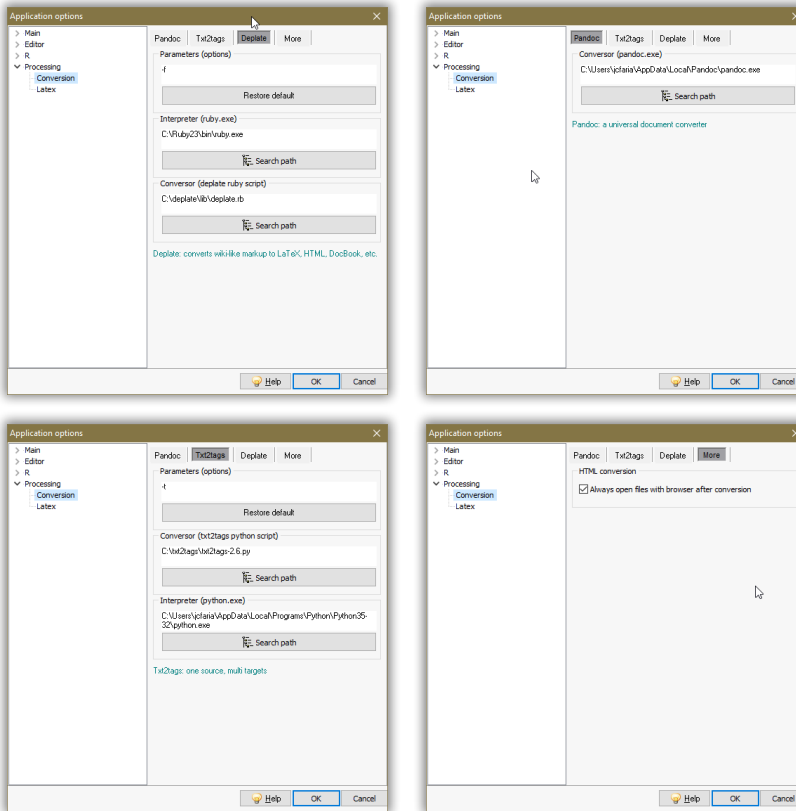 Application options
Main
Editor
R
Processing
Conversion
Latex
Pandoc Txt2tags Deplate More
Parameters (options)
-f
Restore default
Interpreter (ruby.exe)
C:\Ruby23\bin\ruby.exe
Search path
Conversor (deplate ruby script)
C:\deplate\lib\deplate.rb
Search path
Deplate: converts wiki-like markup to LaTeX, HTML, DocBook, etc.
Help OK Cancel
Application options
Main
Editor
R
Processing
Conversion
Latex
Pandoc Txt2tags Deplate More
Conversor (pandoc.exe)
C:\Users\jcfaria\AppData\Local\Pandoc\pandoc.exe
Search path
Pandoc: a universal document converter
Help OK Cancel
Application options
Main
Editor
R
Processing
Conversion
Latex
Pandoc Txt2tags Deplate More
Parameters (options)
-t
Restore default
Conversor (txt2tags python script)
C:\txt2tags\txt2tags-2.6.py
Search path
Interpreter (python.exe)
C:\Users\jcfaria\AppData\Local\Programs\Python\Python35-
32\python.exe
Search path
Txt2tags: one source, multi targets
Help OK Cancel
Application options
Main
Editor
R
Processing
Conversion
Latex
Pandoc Txt2tags Deplate More
HTML conversion
Always open files with browser after conversion
Help OK Cancel